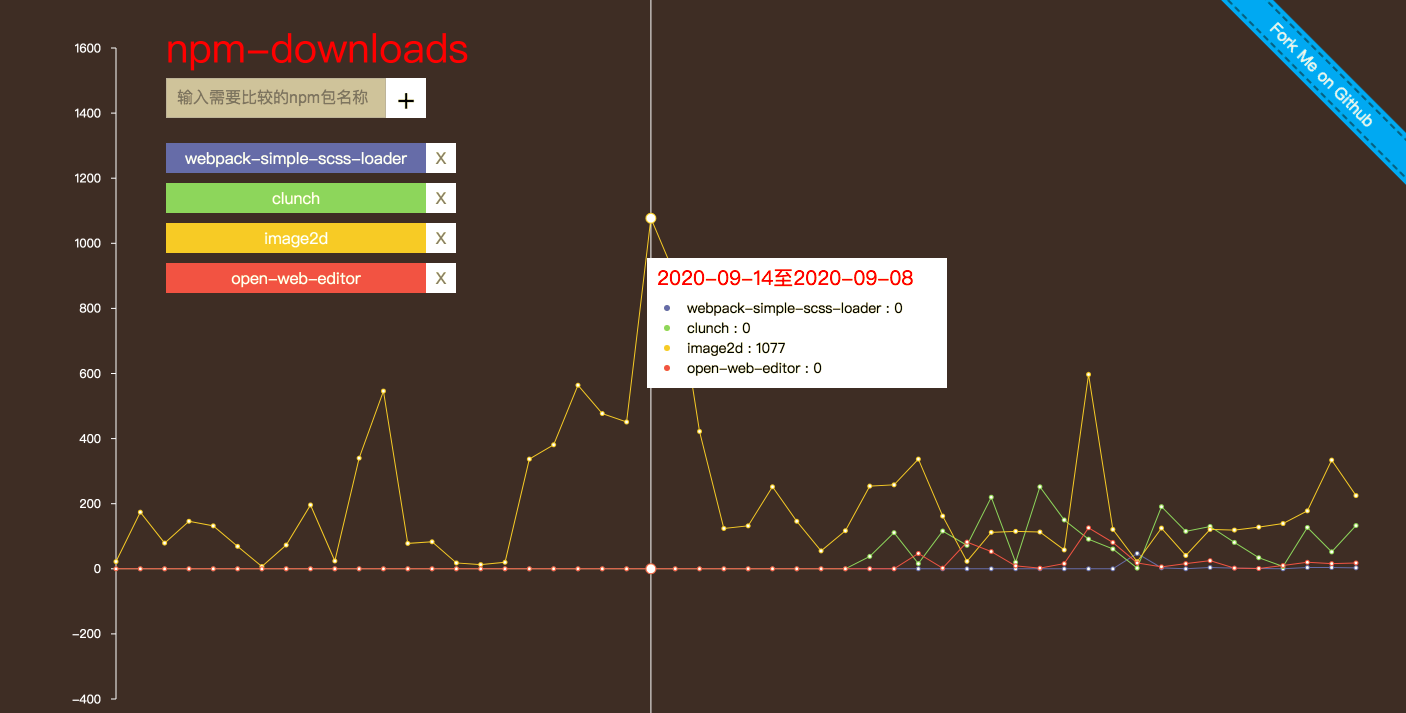 npm-downloads
输入需要比较的npm包名称
+
webpack-simple-scss-loader X
clunch X
image2d X
open-web-editor X
Fork Me on Github
1600
1400
1200
1000
800
600
400
200
0
-200
-400
2020-09-14至2020-09-08
webpack-simple-scss-loader : 0
clunch : 0
image2d : 1077
open-web-editor : 0